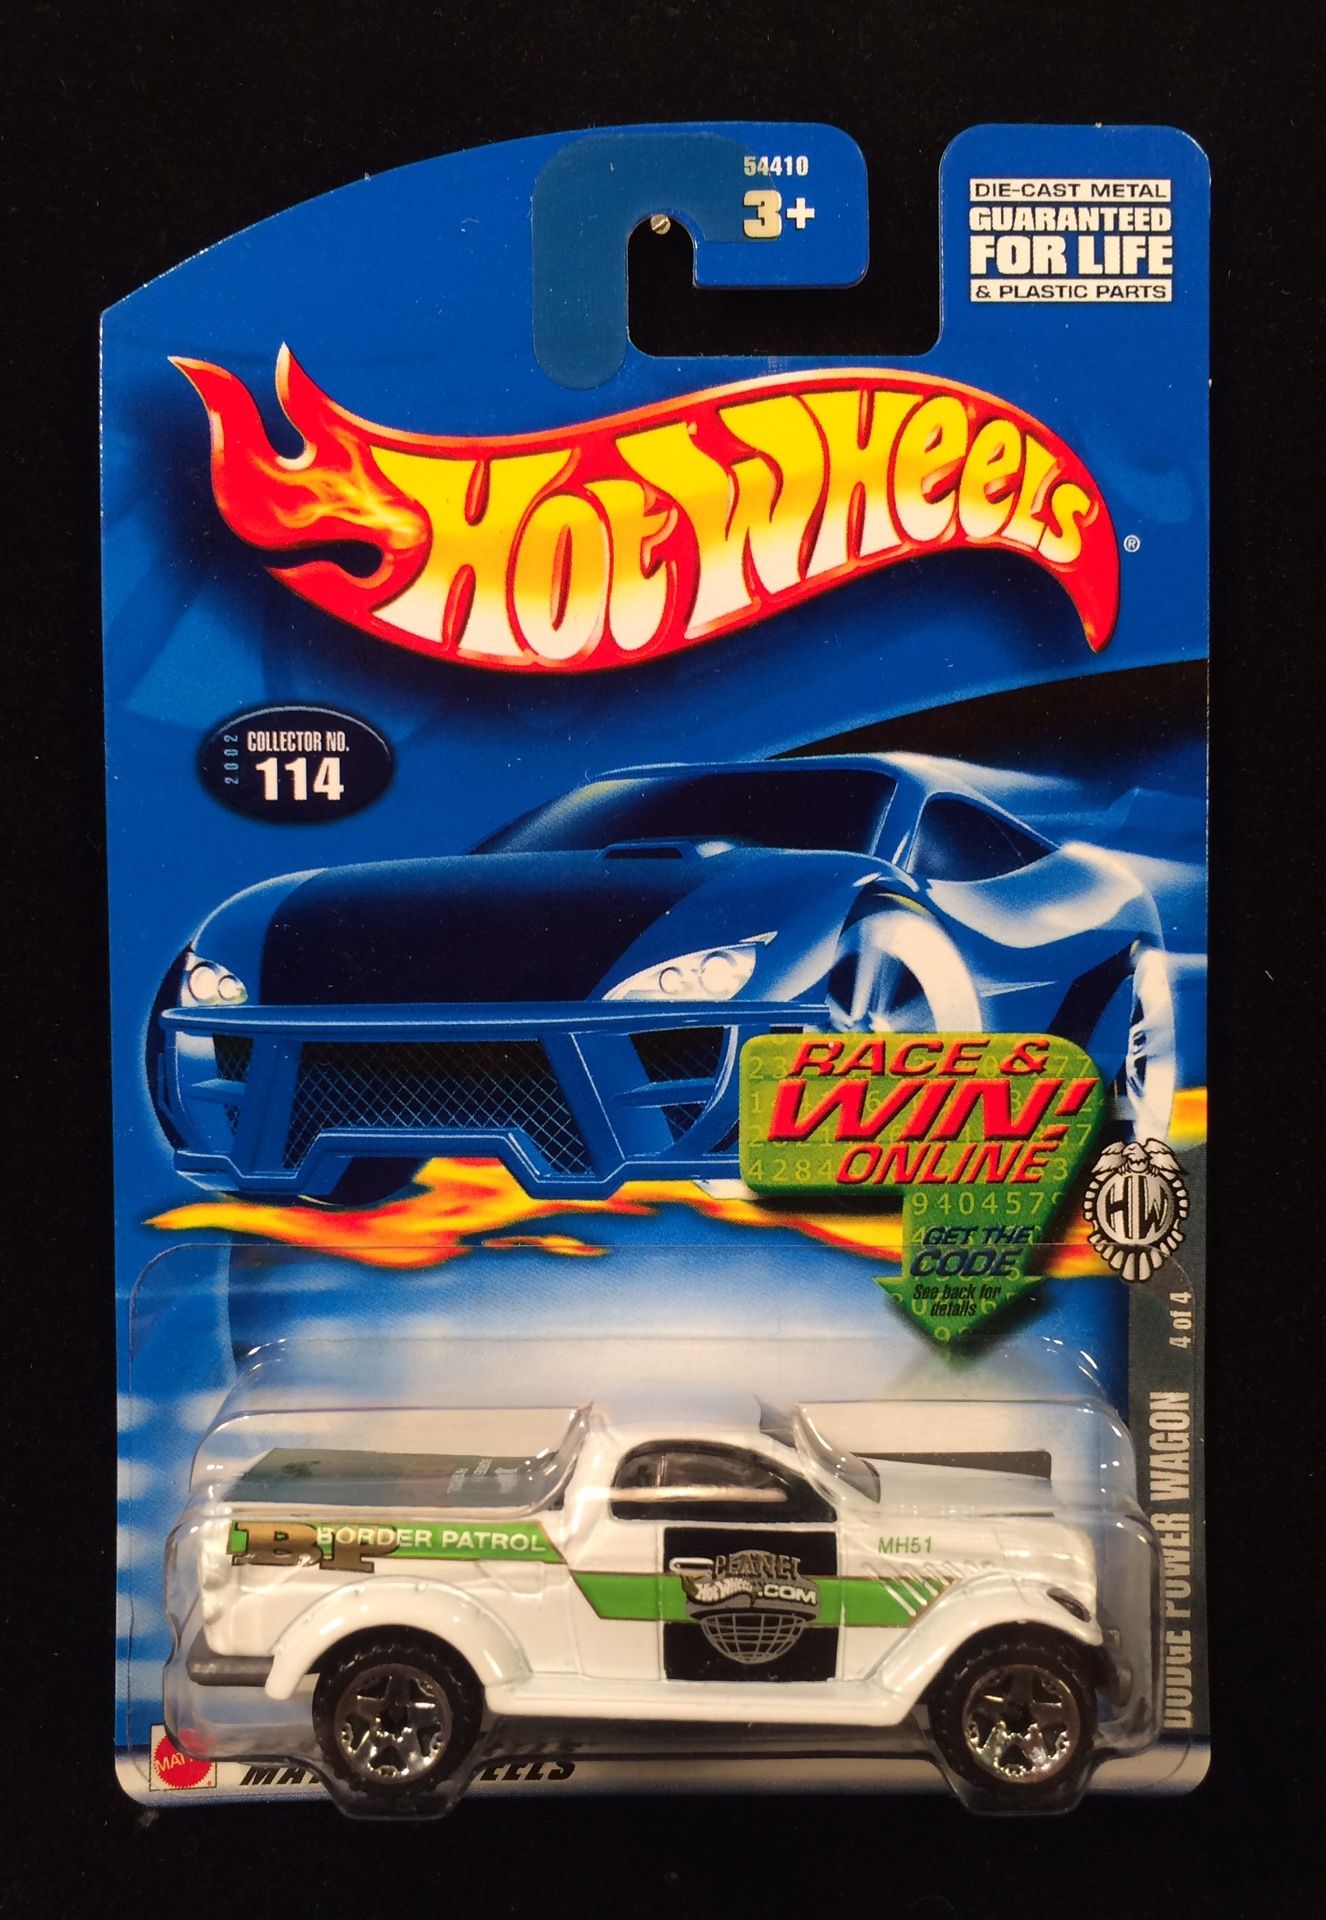 54410
3+
DIE-CAST METAL
GUARANTEED
FOR LIFE
& PLASTIC PARTS
HOT WHEELS
®
2002
COLLECTOR NO.
114
RACE &
WIN!
ONLINE
GET THE
CODE
See back for
details
HW
DODGE POWER WAGON 4 of 4
BP
BORDER PATROL
MH51
PLANET
Hot Wheels
.COM